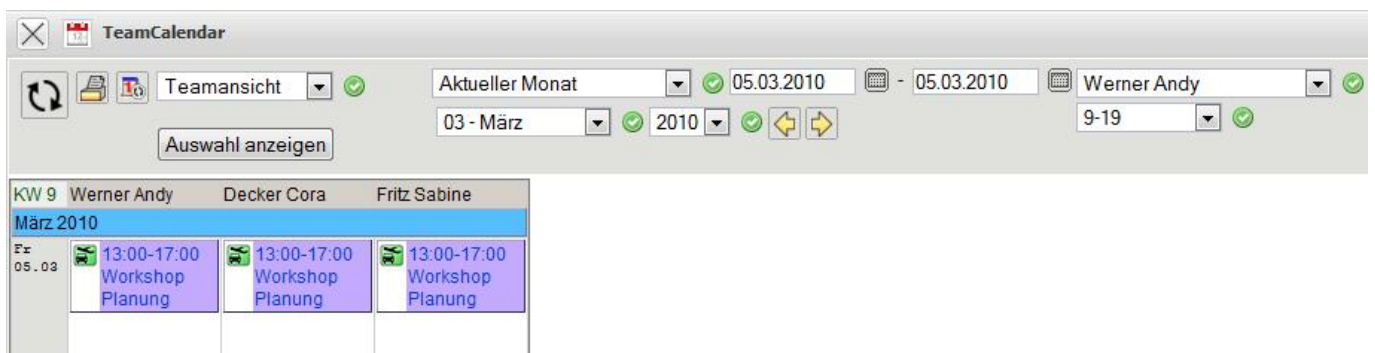 TeamCalendar
Teamansicht Aktueller Monat 05.03.2010 - 05.03.2010 Werner Andy
03 - März 2010 9-19
Auswahl anzeigen
KW 9 Werner Andy Decker Cora Fritz Sabine
März 2010
Fr 13:00-17:00 13:00-17:00 13:00-17:00
05.03 Workshop Workshop Workshop
Planung Planung Planung